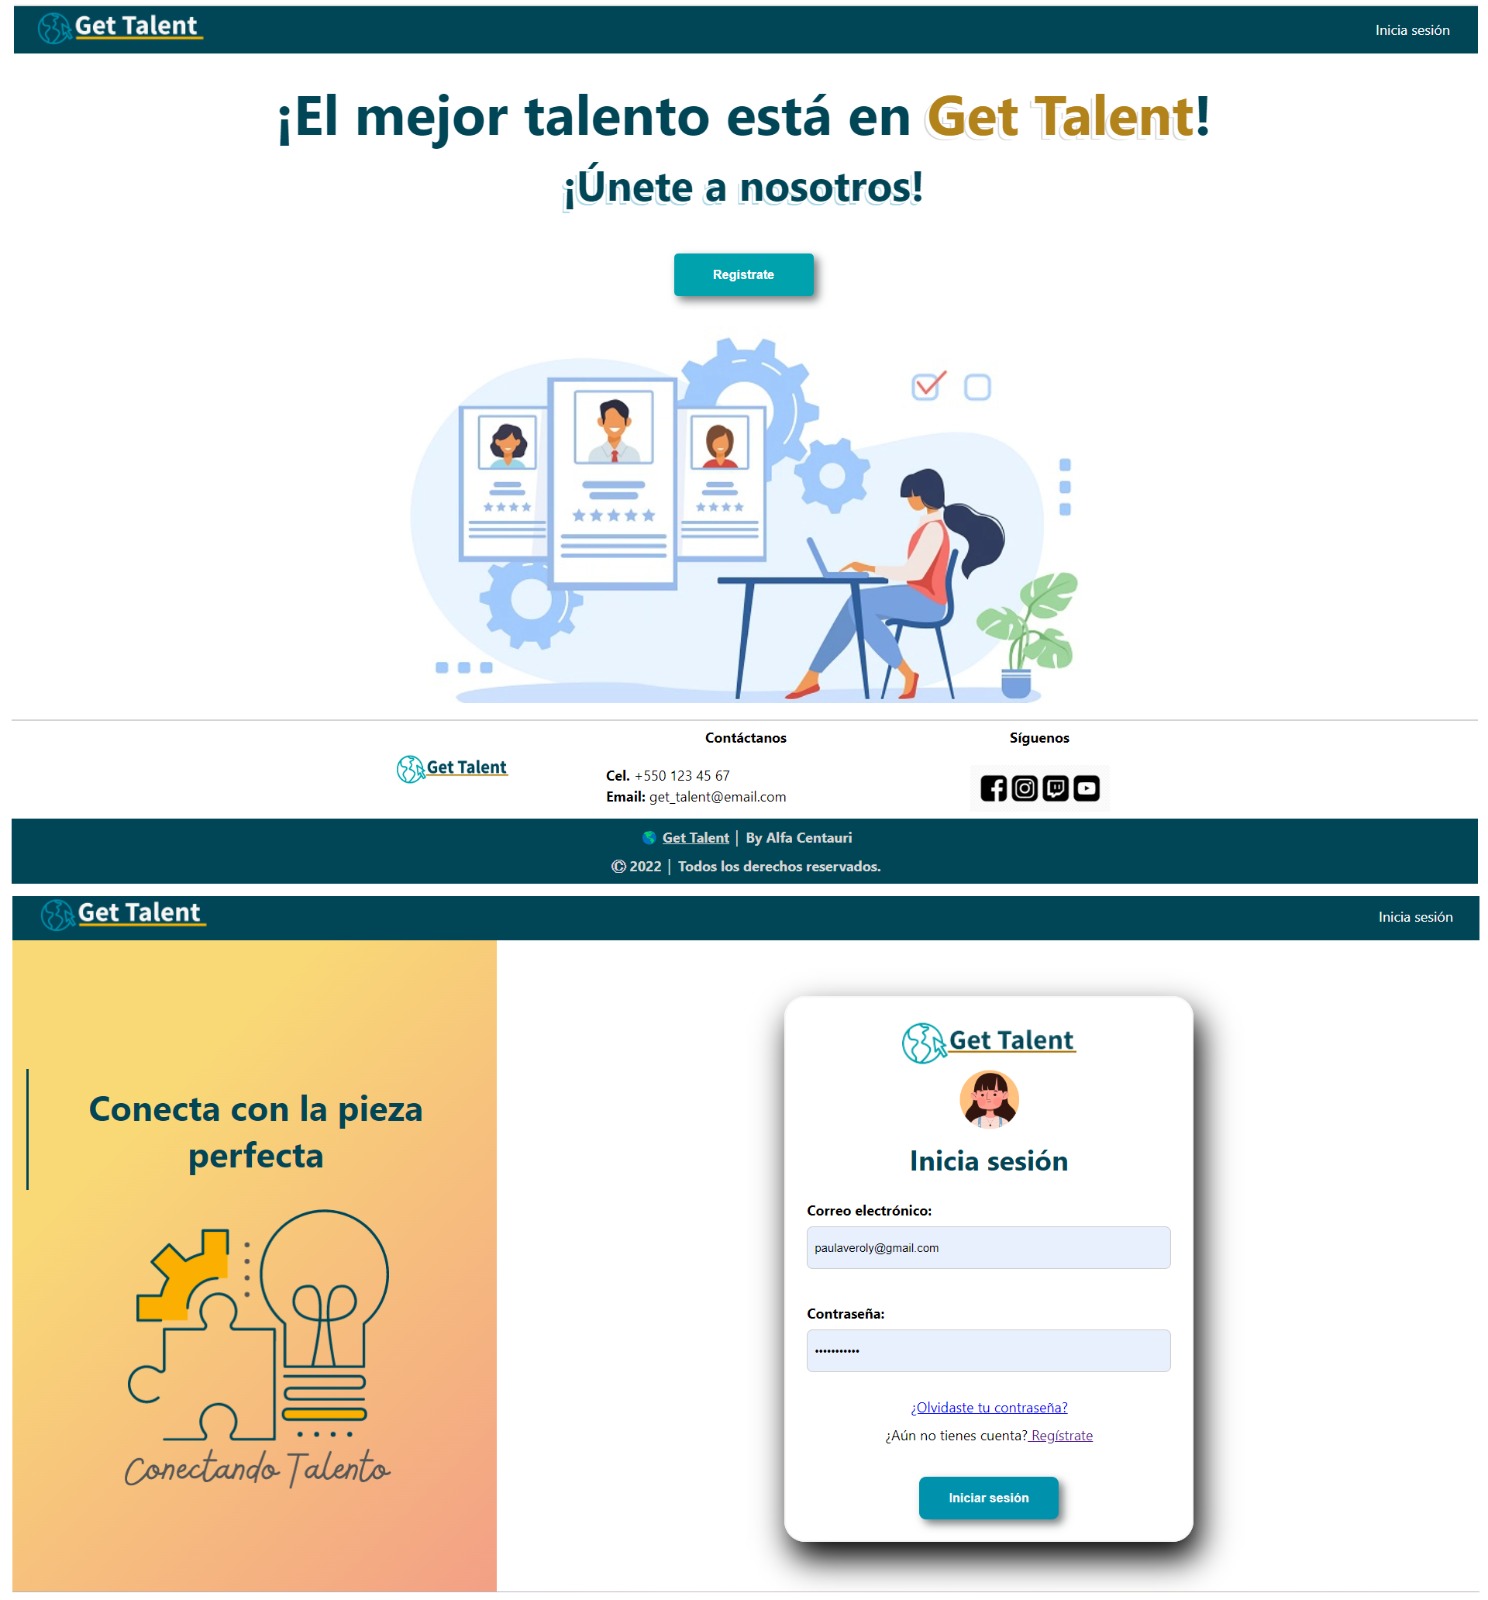 Get Talent
Inicia sesión
¡El mejor talento está en Get Talent!
¡Únete a nosotros!
Regístrate
Contáctanos
Síguenos
Get Talent
Cel. +550 123 45 67
Email: get_talent@email.com
Get Talent | By Alfa Centauri
© 2022 | Todos los derechos reservados.
Get Talent
Inicia sesión
Conecta con la pieza
perfecta
Conectando Talento
Get Talent
Inicia sesión
Correo electrónico:
paulaveroly@gmail.com
Contraseña:
•••••••••••
¿Olvidaste tu contraseña?
¿Aún no tienes cuenta? Regístrate
Iniciar sesión